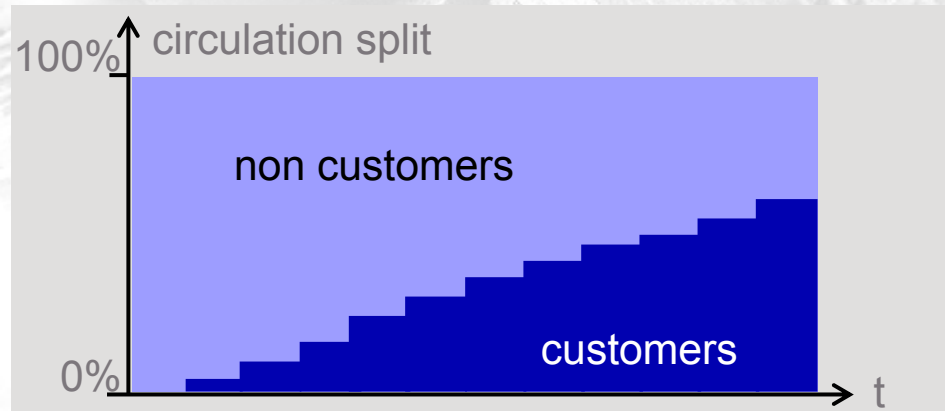 circulation split
100%
non customers
customers
0%
t